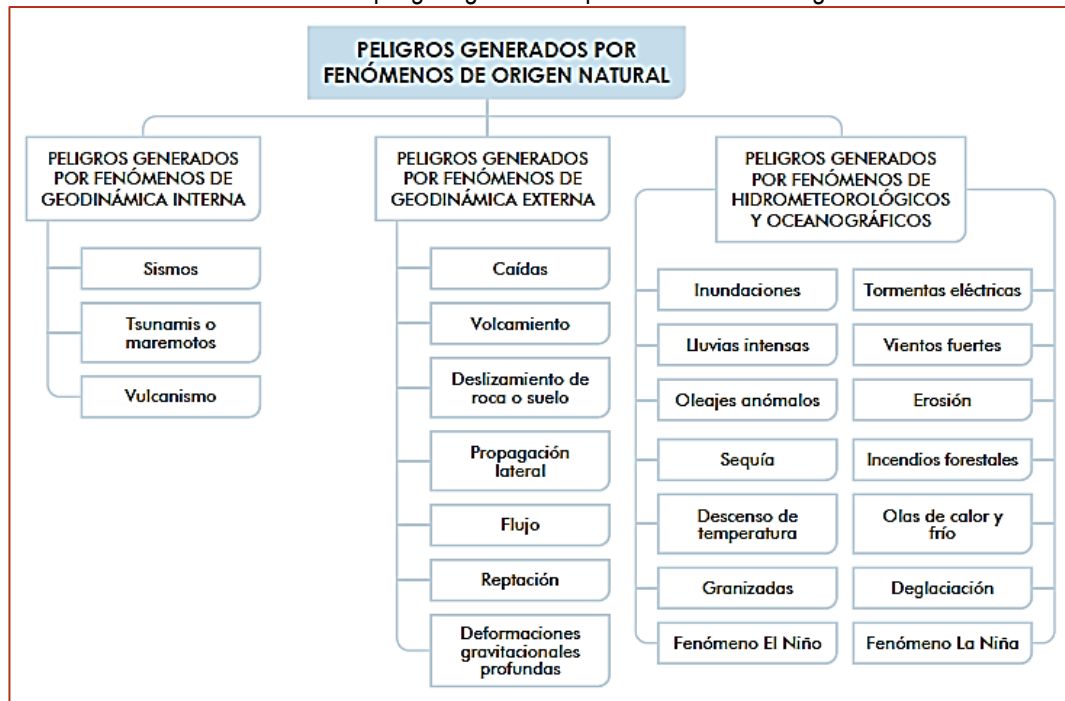 PELIGROS GENERADOS POR
FENÓMENOS DE ORIGEN NATURAL
PELIGROS GENERADOS
POR FENÓMENOS DE
GEODINÁMICA INTERNA
Sismos
Tsunamis o
maremotos
Vulcanismo
PELIGROS GENERADOS
POR FENÓMENOS DE
GEODINÁMICA EXTERNA
Caídas
Volcamiento
Deslizamiento de
roca o suelo
Propagación
lateral
Flujo
Reptación
Deformaciones
gravitacionales
profundas
PELIGROS GENERADOS
POR FENÓMENOS DE
HIDROMETEOROLÓGICOS
Y OCEANOGRÁFICOS
Inundaciones
Lluvias intensas
Oleajes anómalos
Sequía
Descenso de
temperatura
Granizadas
Fenómeno El Niño
Tormentas eléctricas
Vientos fuertes
Erosión
Incendios forestales
Olas de calor y
frío
Deglaciación
Fenómeno La Niña